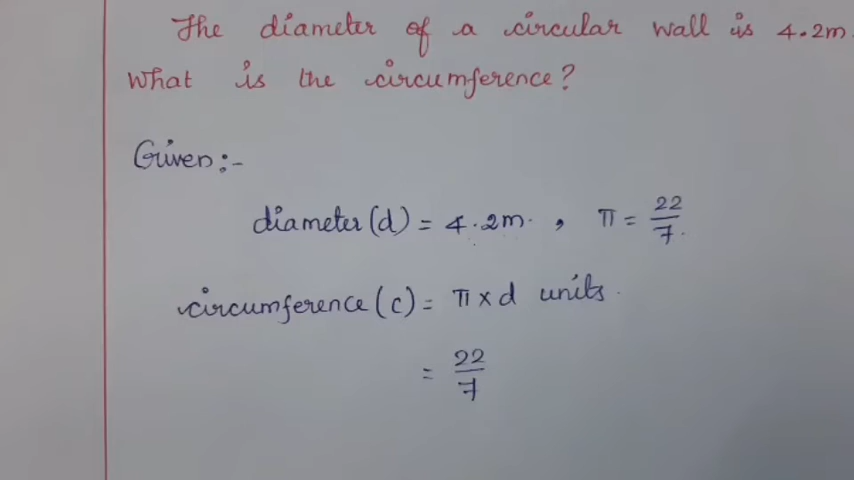 The diameter of a circular wall is 4.2m.
What is the circumference?
Given:-
diameter(d) = 4.2m. , π = 22/7.
circumference(c) = π x d units.
= 22/7